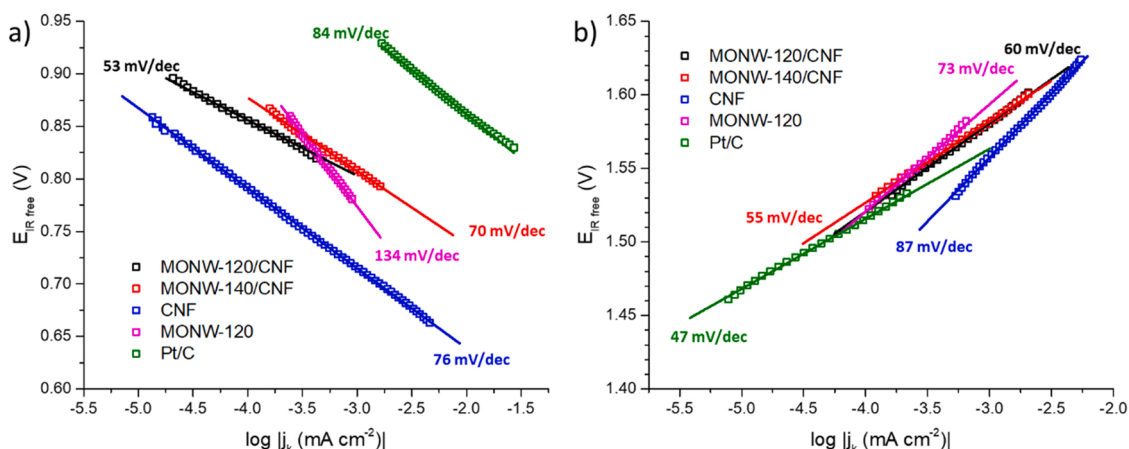 a)
0.95
0.90
0.85
0.80
0.75
0.70
0.65
0.60
E IR free (V)
84 mV/dec
53 mV/dec
70 mV/dec
134 mV/dec
76 mV/dec
MONW-120/CNF
MONW-140/CNF
CNF
MONW-120
Pt/C
-5.5 -5.0 -4.5 -4.0 -3.5 -3.0 -2.5 -2.0 -1.5
log |jₖ (mA cm⁻²)|
b)
1.65
1.60
1.55
1.50
1.45
1.40
E IR free (V)
MONW-120/CNF
MONW-140/CNF
CNF
MONW-120
Pt/C
60 mV/dec
73 mV/dec
55 mV/dec
87 mV/dec
47 mV/dec
-5.5 -5.0 -4.5 -4.0 -3.5 -3.0 -2.5 -2.0
log |jₖ (mA cm⁻²)|